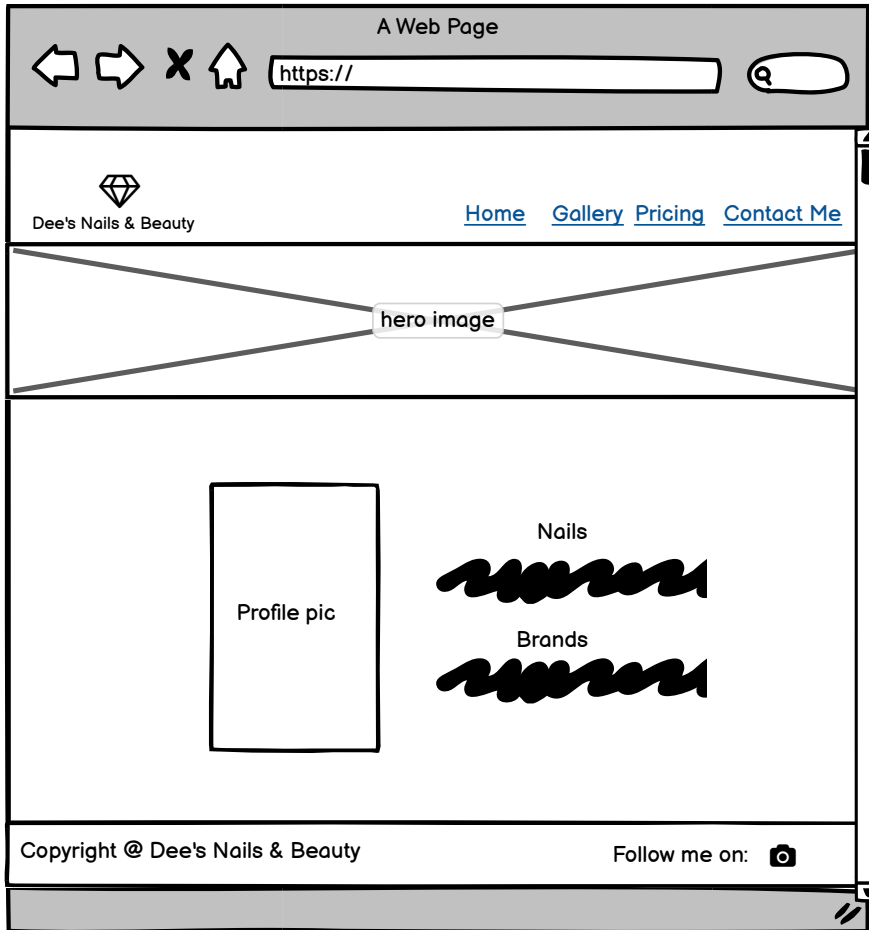 A Web Page
https://
Dee's Nails & Beauty
Home Gallery Pricing Contact Me
hero image
Profile pic
Nails
Brands
Copyright @ Dee's Nails & Beauty
Follow me on: